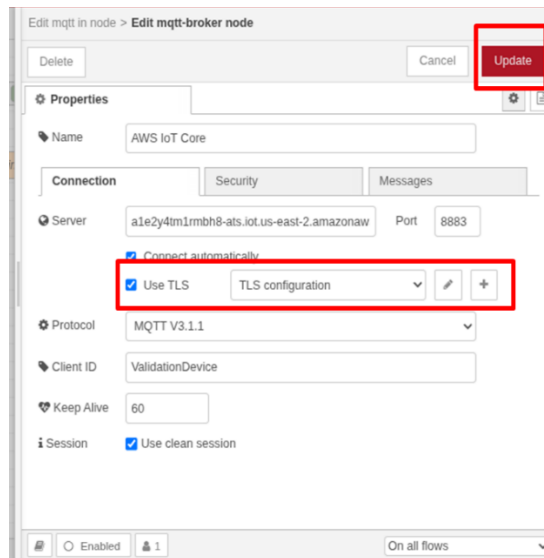 Edit mqtt in node > Edit mqtt-broker node
Delete Cancel Update
Properties
Name AWS IoT Core
Connection Security Messages
Server a1e2y4tm1rmbh8-ats.iot.us-east-2.amazonaw Port 8883
Connect automatically
Use TLS TLS configuration
Protocol MQTT V3.1.1
Client ID ValidationDevice
Keep Alive 60
Session Use clean session
Enabled 1 On all flows